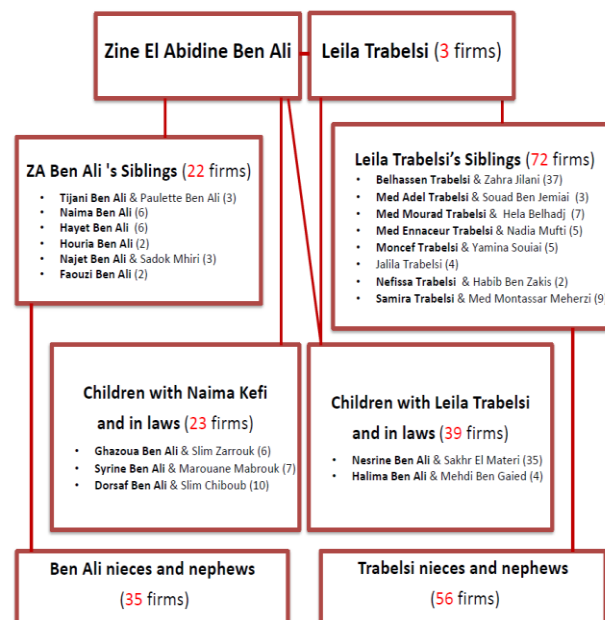 Zine El Abidine Ben Ali
Leila Trabelsi (3 firms)
ZA Ben Ali 's Siblings (22 firms)
• Tijani Ben Ali & Paulette Ben Ali (3)
• Naima Ben Ali (6)
• Hayet Ben Ali (6)
• Houria Ben Ali (2)
• Najet Ben Ali & Sadok Mhiri (3)
• Faouzi Ben Ali (2)
Leila Trabelsi’s Siblings (72 firms)
• Belhassen Trabelsi & Zahra Jilani (37)
• Med Adel Trabelsi & Souad Ben Jemiai (3)
• Med Mourad Trabelsi & Hela Belhadj (7)
• Med Ennaceur Trabelsi & Nadia Mufti (5)
• Moncef Trabelsi & Yamina Souiai (5)
• Jalila Trabelsi (4)
• Nefissa Trabelsi & Habib Ben Zakis (2)
• Samira Trabelsi & Med Montassar Meherzi (9)
Children with Naima Kefi
and in laws (23 firms)
• Ghazoua Ben Ali & Slim Zarrouk (6)
• Syrine Ben Ali & Marouane Mabrouk (7)
• Dorsaf Ben Ali & Slim Chiboub (10)
Children with Leila Trabelsi
and in laws (39 firms)
• Nesrine Ben Ali & Sakhr El Materi (35)
• Halima Ben Ali & Mehdi Ben Gaied (4)
Ben Ali nieces and nephews
(35 firms)
Trabelsi nieces and nephews
(56 firms)